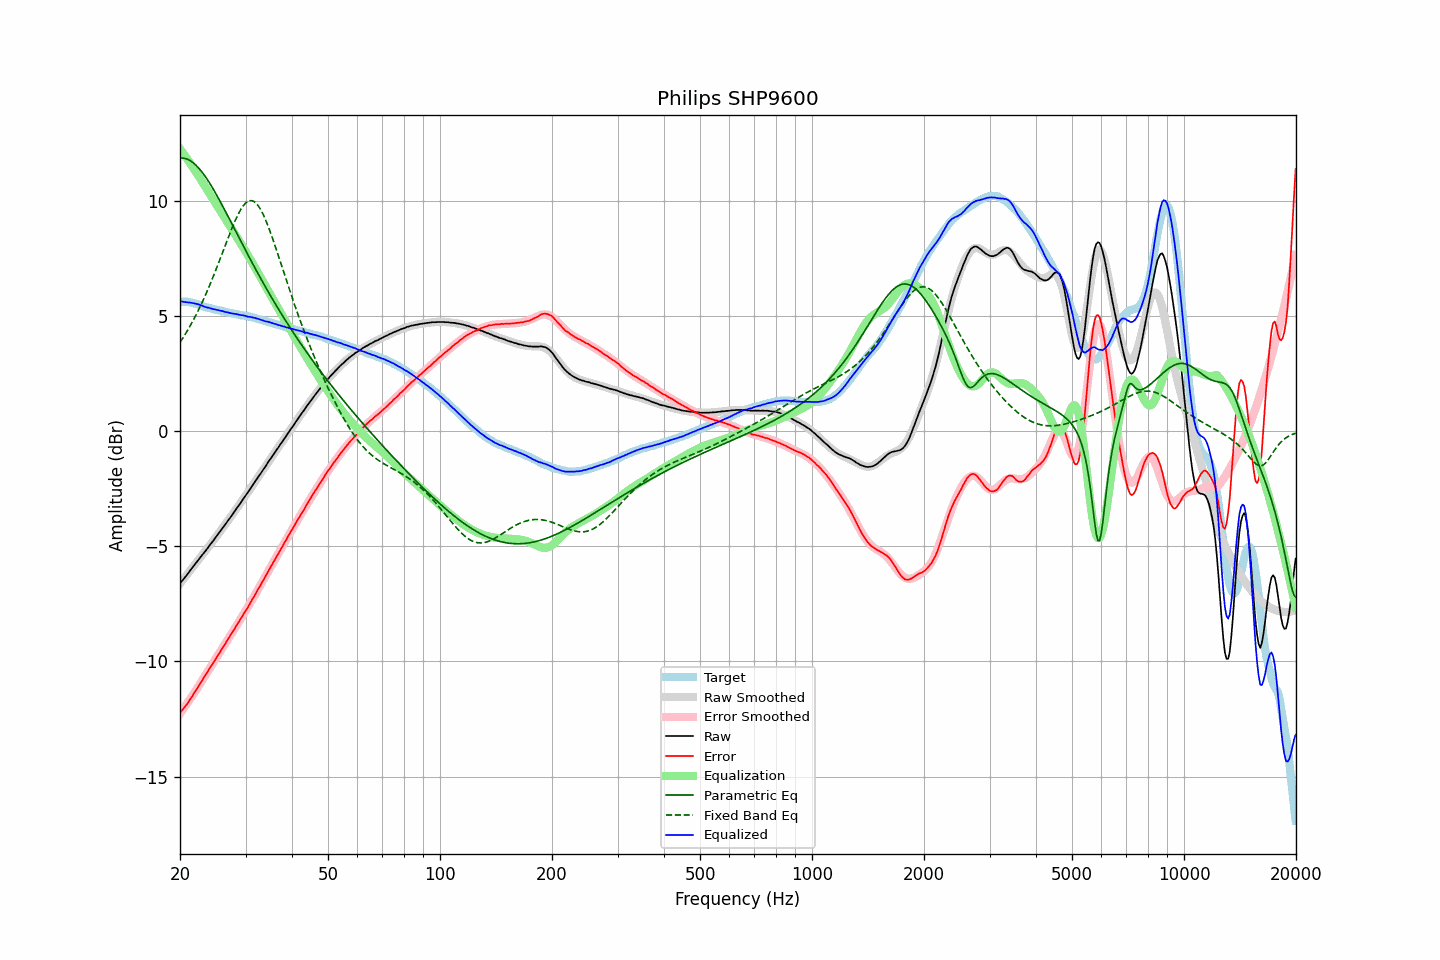 Philips SHP9600
Amplitude (dBr)
10
5
0
−5
−10
−15
Target
Raw Smoothed
Error Smoothed
Raw
Error
Equalization
Parametric Eq
Fixed Band Eq
Equalized
20 50 100 200 500 1000 2000 5000 10000 20000
Frequency (Hz)